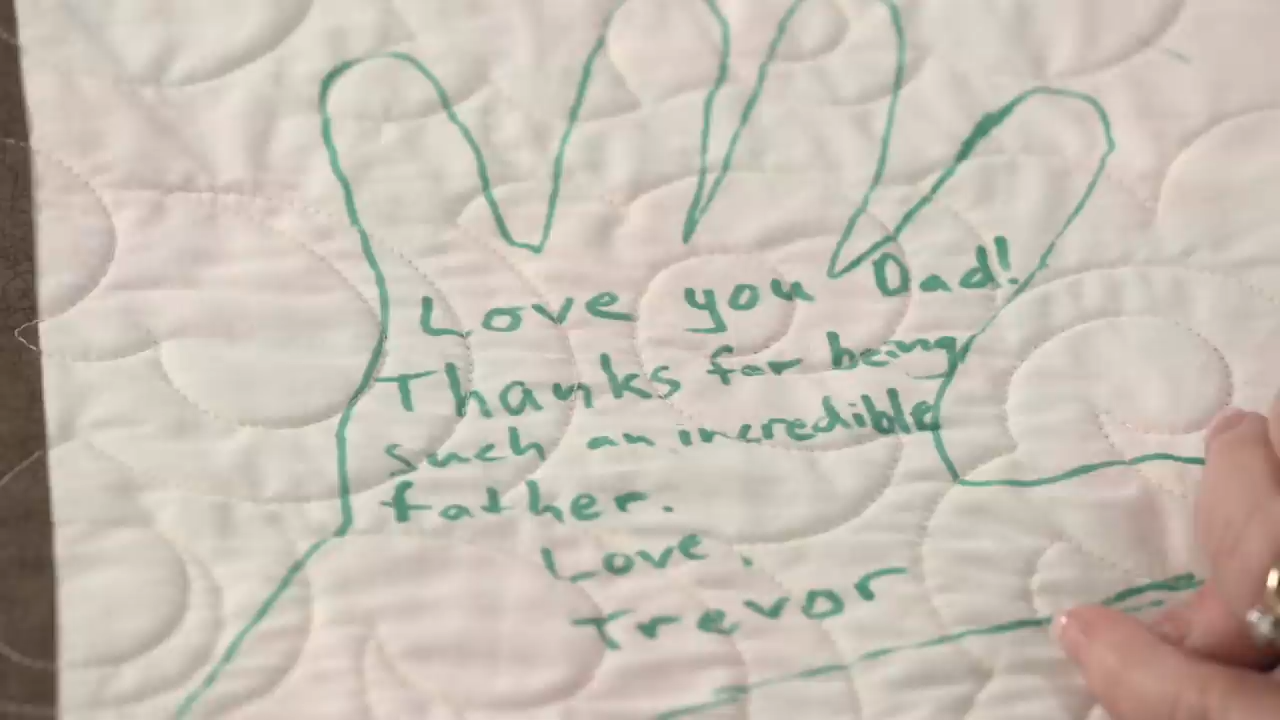 Love you Dad!
Thanks for being
such an incredible
father.
Love,
Trevor